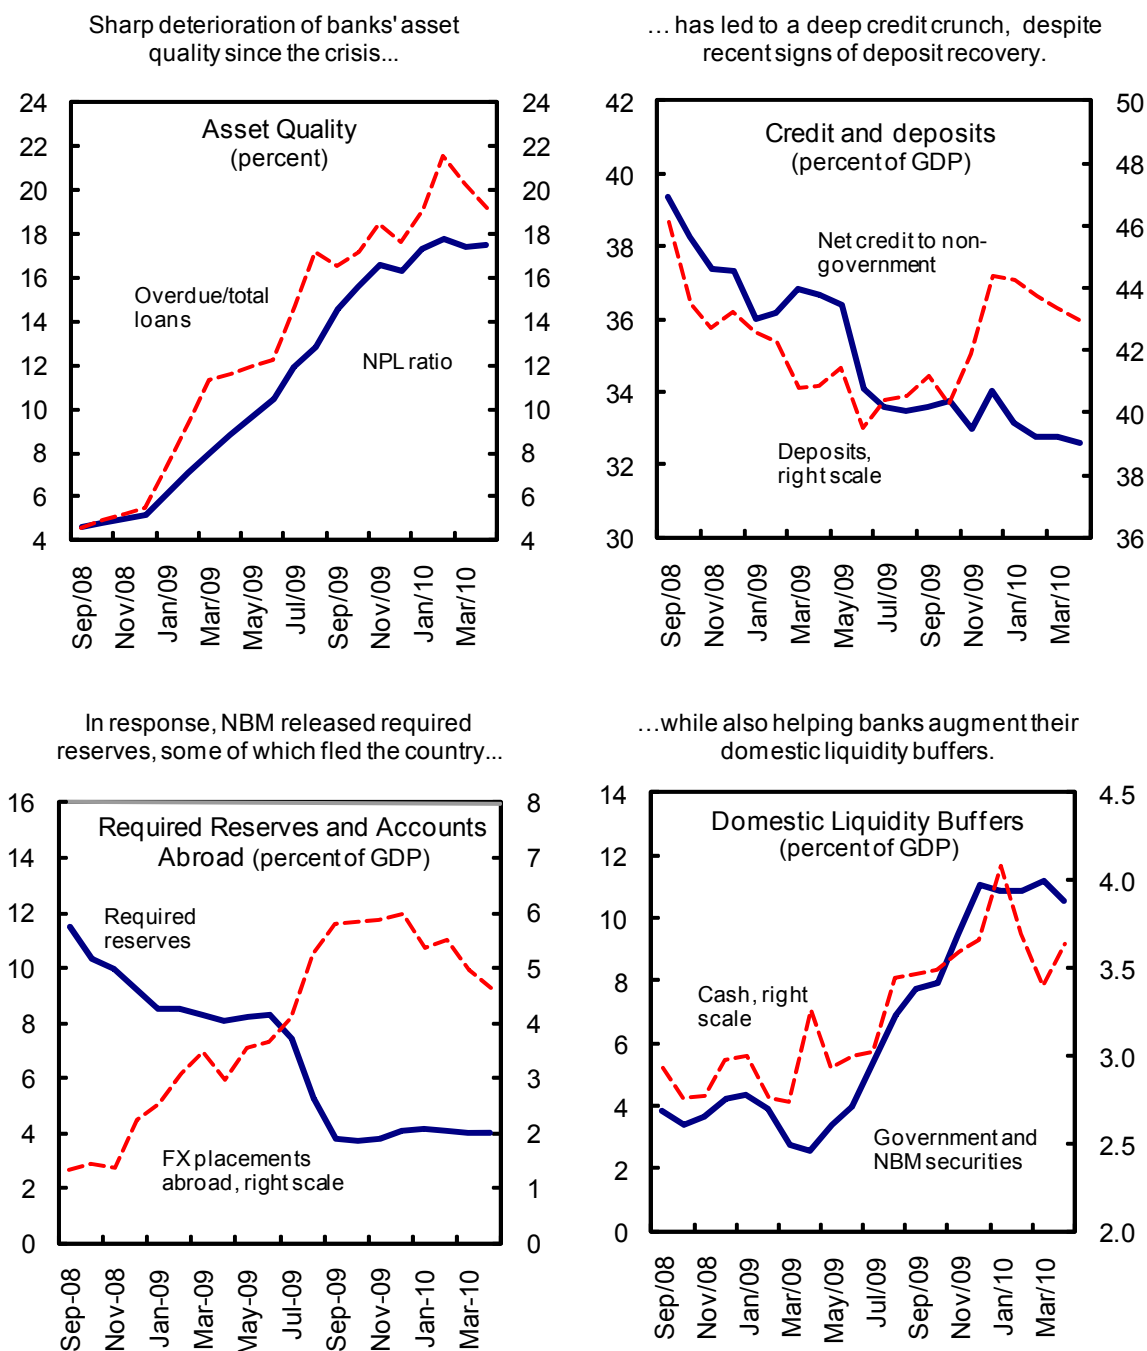 Sharp deterioration of banks' asset
quality since the crisis...
24
22
20
18
16
14
12
10
8
6
4
Asset Quality
(percent)
Overdue/total
loans
NPL ratio
24
22
20
18
16
14
12
10
8
6
4
Sep/08
Nov/08
Jan/09
Mar/09
May/09
Jul/09
Sep/09
Nov/09
Jan/10
Mar/10
...has led to a deep credit crunch, despite
recent signs of deposit recovery.
42
40
38
36
34
32
30
Credit and deposits
(percent of GDP)
Net credit to non-
government
Deposits,
right scale
50
48
46
44
42
40
38
36
Sep/08
Nov/08
Jan/09
Mar/09
May/09
Jul/09
Sep/09
Nov/09
Jan/10
Mar/10
In response, NBM released required
reserves, some of which fled the country...
16
14
12
10
8
6
4
2
0
Required Reserves and Accounts
Abroad (percent of GDP)
Required
reserves
FX placements
abroad, right scale
8
7
6
5
4
3
2
1
0
Sep-08
Nov-08
Jan-09
Mar-09
May-09
Jul-09
Sep-09
Nov-09
Jan-10
Mar-10
...while also helping banks augment their
domestic liquidity buffers.
14
12
10
8
6
4
2
0
Domestic Liquidity Buffers
(percent of GDP)
Cash, right
scale
Government and
NBM securities
4.5
4.0
3.5
3.0
2.5
2.0
Sep/08
Nov/08
Jan/09
Mar/09
May/09
Jul/09
Sep/09
Nov/09
Jan/10
Mar/10